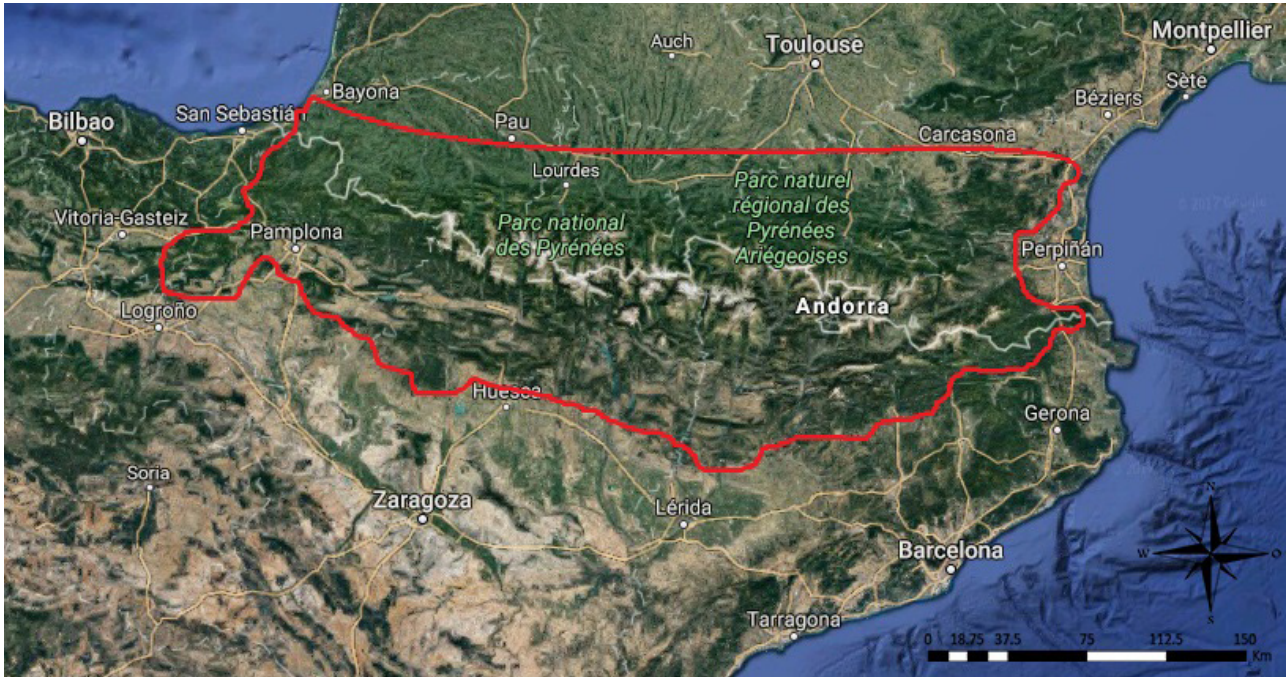 Montpellier
Auch
Toulouse
Sète
Bayona
Béziers
San Sebastián
Bilbao
Pau
Carcasona
Lourdes
Parc naturel
régional des
Pyrénées
Ariégeoises
© 2017 Google
Vitoria-Gasteiz
Parc national
des Pyrénées
Pamplona
Perpiñán
Andorra
Logroño
Huesca
Gerona
Soria
Zaragoza
Lérida
N
W
O
S
Barcelona
Tarragona
0 18.75 37.5 75 112.5 150
Km